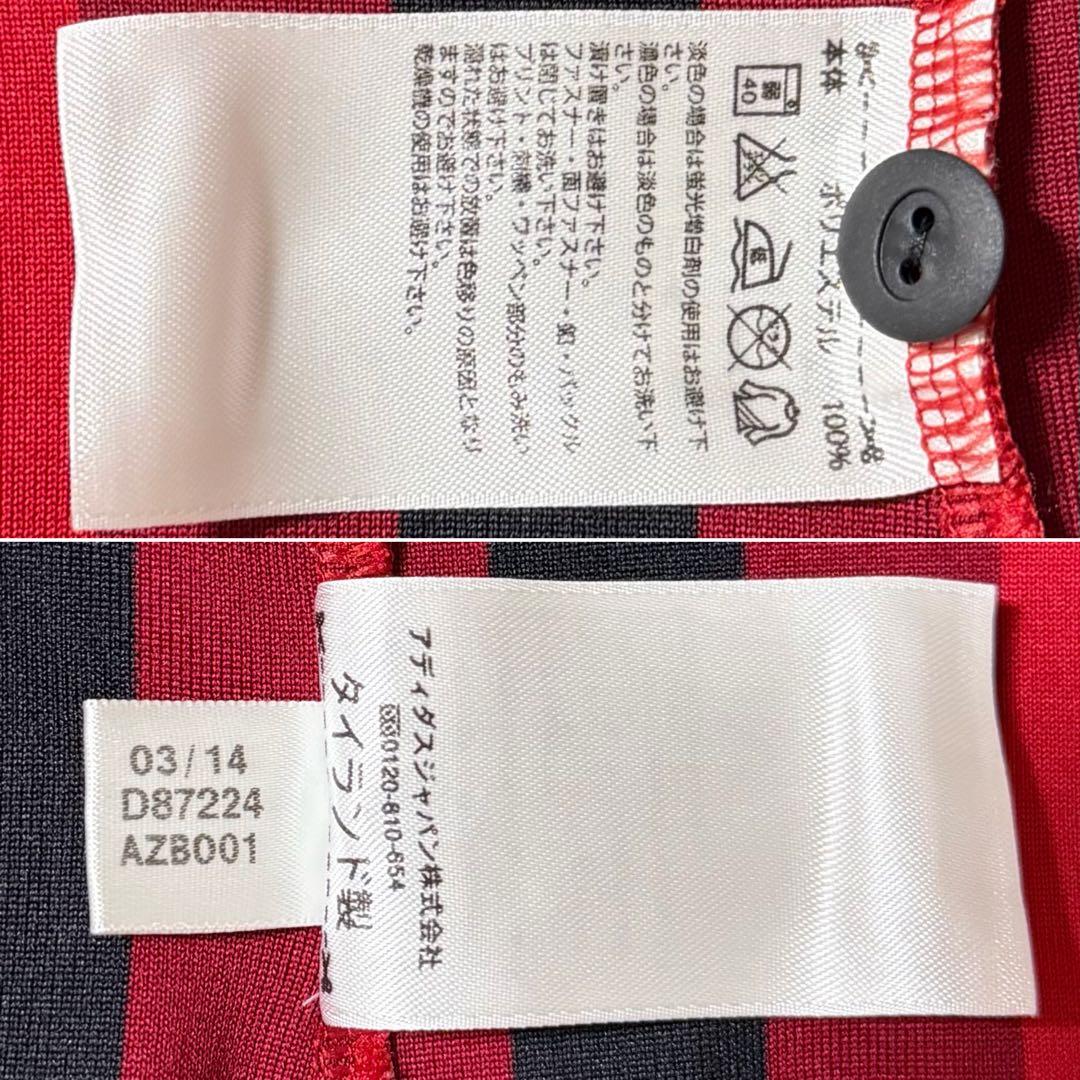 本体 ポリエステル 100%
弱
40
低
淡色の場合は蛍光増白剤の使用はお避け下
さい。
濃色の場合は淡色のものと分けてお洗い下
さい。
漬け置きはお避け下さい。
ファスナー・面ファスナー・釦・バックル
は閉じてお洗い下さい。
プリント・刺繍・ワッペン部分のもみ洗い
はお避け下さい。
濡れた状態での放置は色移りの原因となり
ますのでお避け下さい。
乾燥機の使用はお避け下さい。
03/14
D87224
AZB001
アディダスジャパン株式会社
0120-810-654
タイランド製